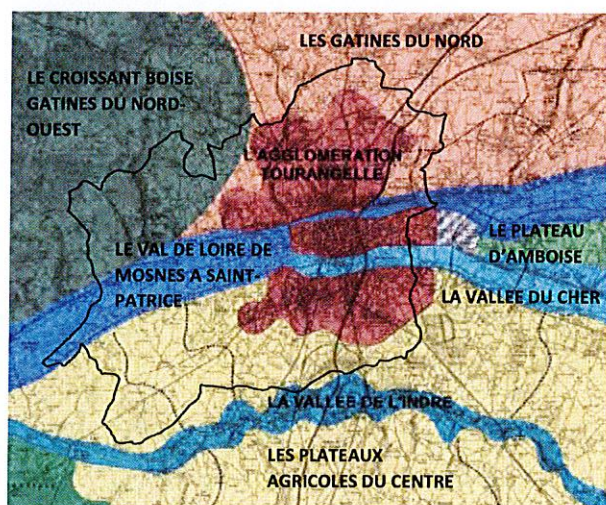 LES GATINES DU NORD
LE CROISSANT BOISE
GATINES DU NORD-
OUEST
L'AGGLOMERATION
TOURANGELLE
LE PLATEAU
D'AMBOISE
LE VAL DE LOIRE DE
MOSNES A SAINT-
PATRICE
LA VALLEE DU CHER
LA VALLEE DE L'INDRE
LES PLATEAUX
AGRICOLES DU CENTRE